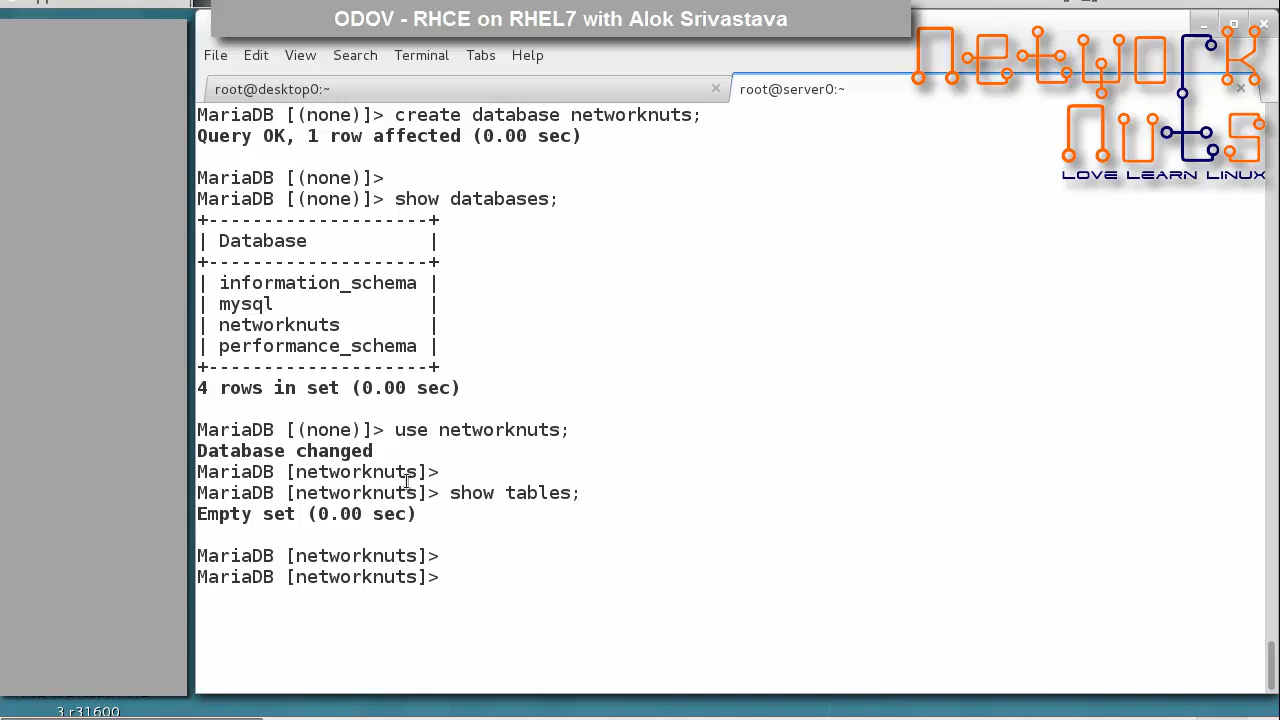 ODOV - RHCE on RHEL7 with Alok Srivastava
File Edit View Search Terminal Tabs Help
root@desktop0:~
root@server0:~
NETWORK
NUTS
LOVE LEARN LINUX
MariaDB [(none)]> create database networknuts;
Query OK, 1 row affected (0.00 sec)
MariaDB [(none)]>
MariaDB [(none)]> show databases;
+--------------------+
| Database           |
+--------------------+
| information_schema |
| mysql              |
| networknuts        |
| performance_schema |
+--------------------+
4 rows in set (0.00 sec)
MariaDB [(none)]> use networknuts;
Database changed
MariaDB [networknuts]>
MariaDB [networknuts]> show tables;
Empty set (0.00 sec)
MariaDB [networknuts]>
MariaDB [networknuts]>
3.r31600